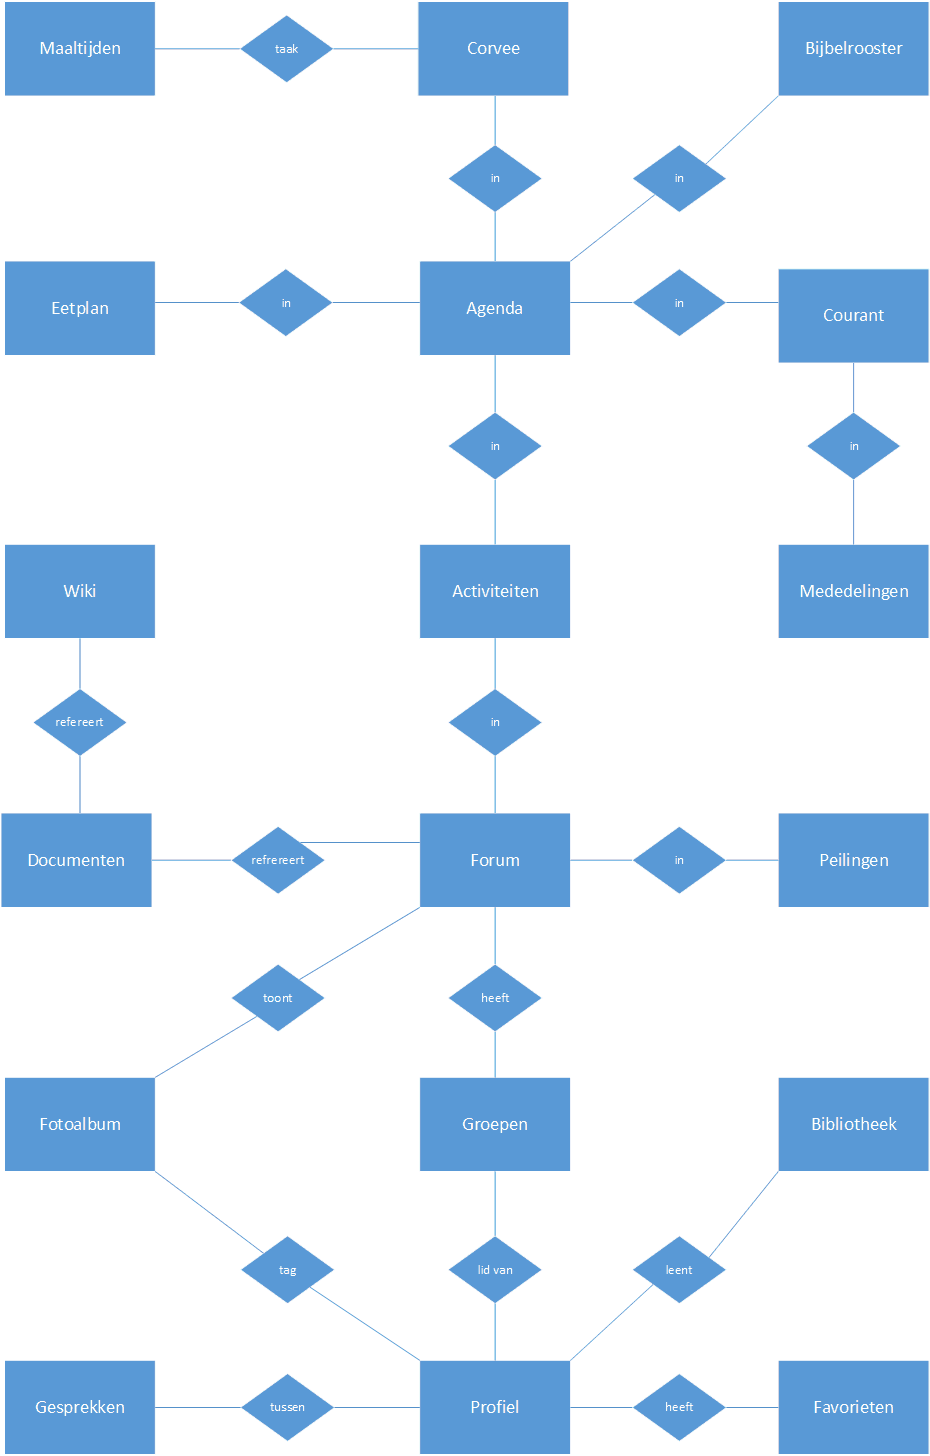 Maaltijden
taak
Corvee
Bijbelrooster
in
in
Eetplan
in
Agenda
in
Courant
in
in
Wiki
Activiteiten
Mededelingen
refereert
in
Documenten
refrereert
Forum
in
Peilingen
toont
heeft
Fotoalbum
Groepen
Bibliotheek
tag
lid van
leent
Gesprekken
tussen
Profiel
heeft
Favorieten